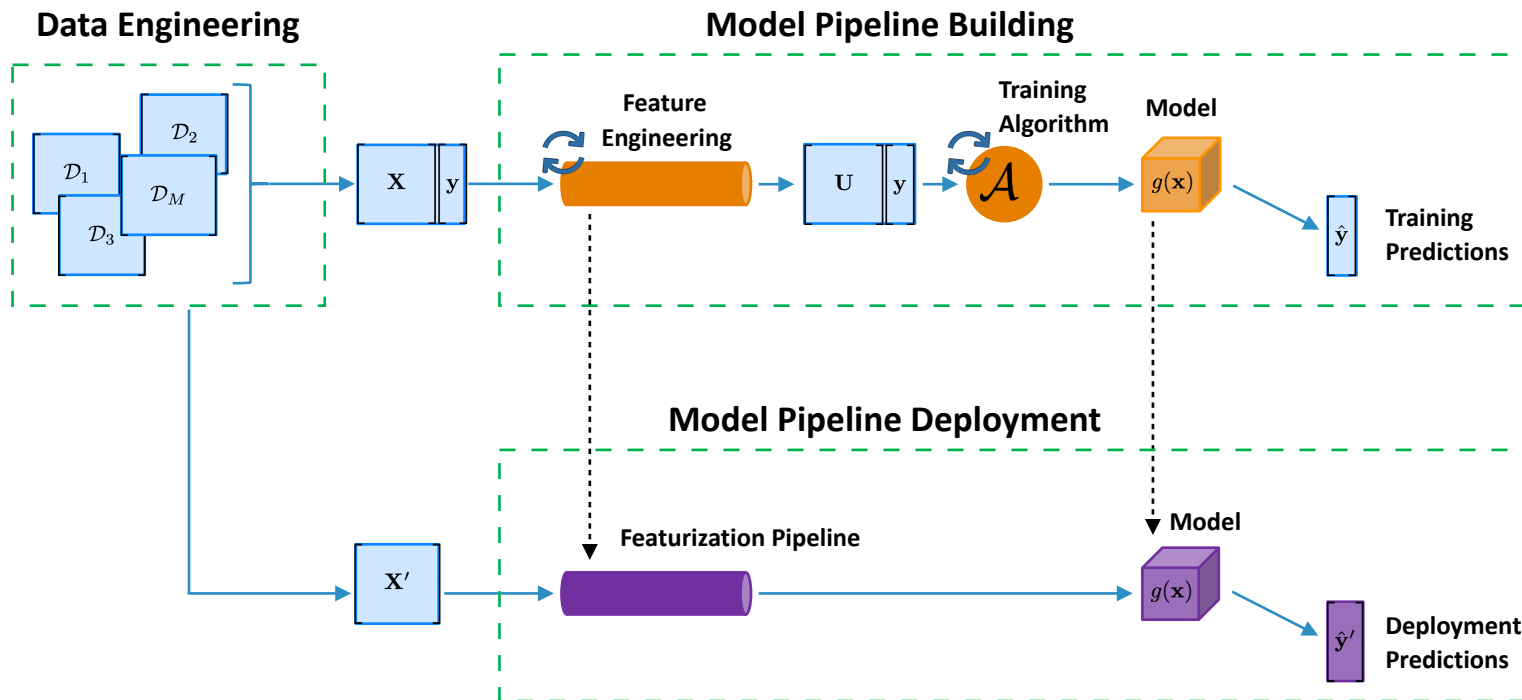 Data Engineering
Model Pipeline Building
𝒟₁
𝒟₂
𝒟₃
𝒟_M
X
y
Feature
Engineering
U
y
Training
Algorithm
𝒜
Model
g(x)
ŷ
Training
Predictions
Model Pipeline Deployment
X′
Featurization Pipeline
Model
g(x)
ŷ′
Deployment
Predictions